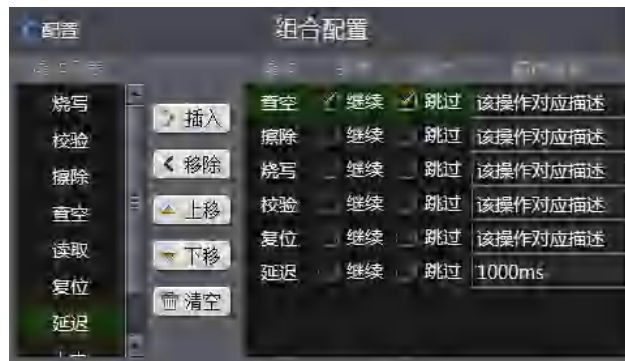 配置
组合配置
烧写
校验
擦除
查空
读取
复位
延迟
插入
移除
上移
下移
清空
查空 继续 跳过 该操作对应描述
擦除 继续 跳过 该操作对应描述
烧写 继续 跳过 该操作对应描述
校验 继续 跳过 该操作对应描述
复位 继续 跳过 该操作对应描述
延迟 继续 跳过 1000ms